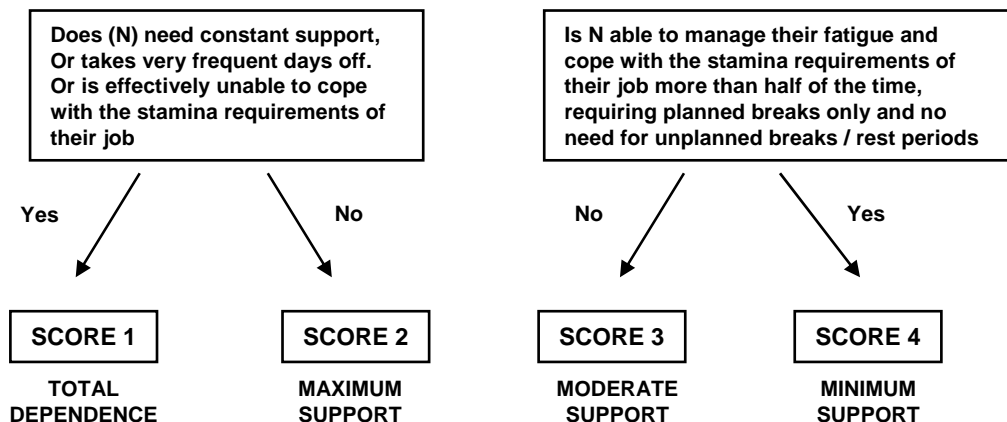 Does (N) need constant support,
Or takes very frequent days off.
Or is effectively unable to cope
with the stamina requirements of
their job
Is N able to manage their fatigue and
cope with the stamina requirements of
their job more than half of the time,
requiring planned breaks only and no
need for unplanned breaks / rest periods
Yes
No
No
Yes
SCORE 1
SCORE 2
SCORE 3
SCORE 4
TOTAL
DEPENDENCE
MAXIMUM
SUPPORT
MODERATE
SUPPORT
MINIMUM
SUPPORT